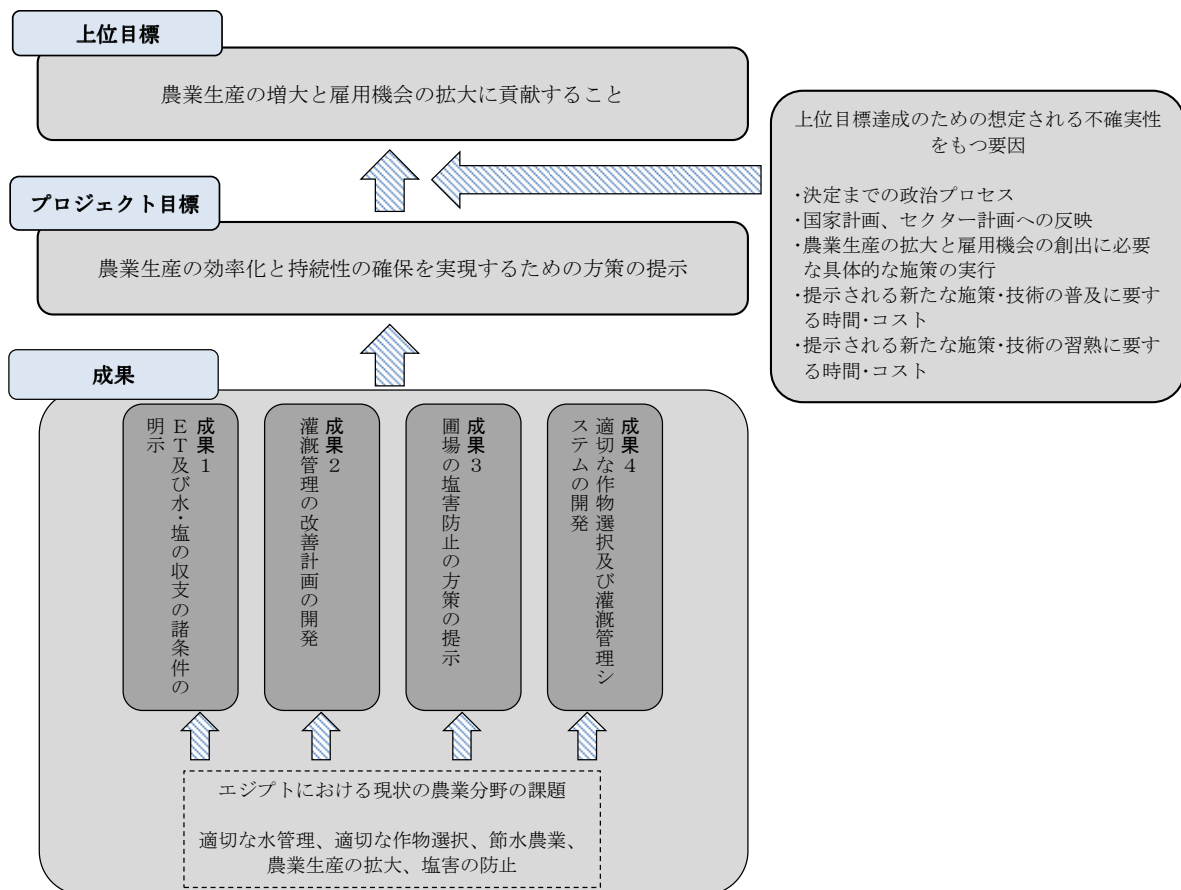 上位目標
農業生産の増大と雇用機会の拡大に貢献すること
上位目標達成のための想定される不確実性
をもつ要因
・決定までの政治プロセス
・国家計画、セクター計画への反映
・農業生産の拡大と雇用機会の創出に必要
な具体的な施策の実行
・提示される新たな施策・技術の普及に要す
る時間・コスト
・提示される新たな施策・技術の習熟に要す
る時間・コスト
プロジェクト目標
農業生産の効率化と持続性の確保を実現するための方策の提示
成果
成果1
ET及び水・塩の収支の諸条件の
明示
成果2
灌漑管理の改善計画の開発
成果3
圃場の塩害防止の方策の提示
成果4
適切な作物選択及び灌漑管理シ
ステムの開発
エジプトにおける現状の農業分野の課題
適切な水管理、適切な作物選択、節水農業、
農業生産の拡大、塩害の防止